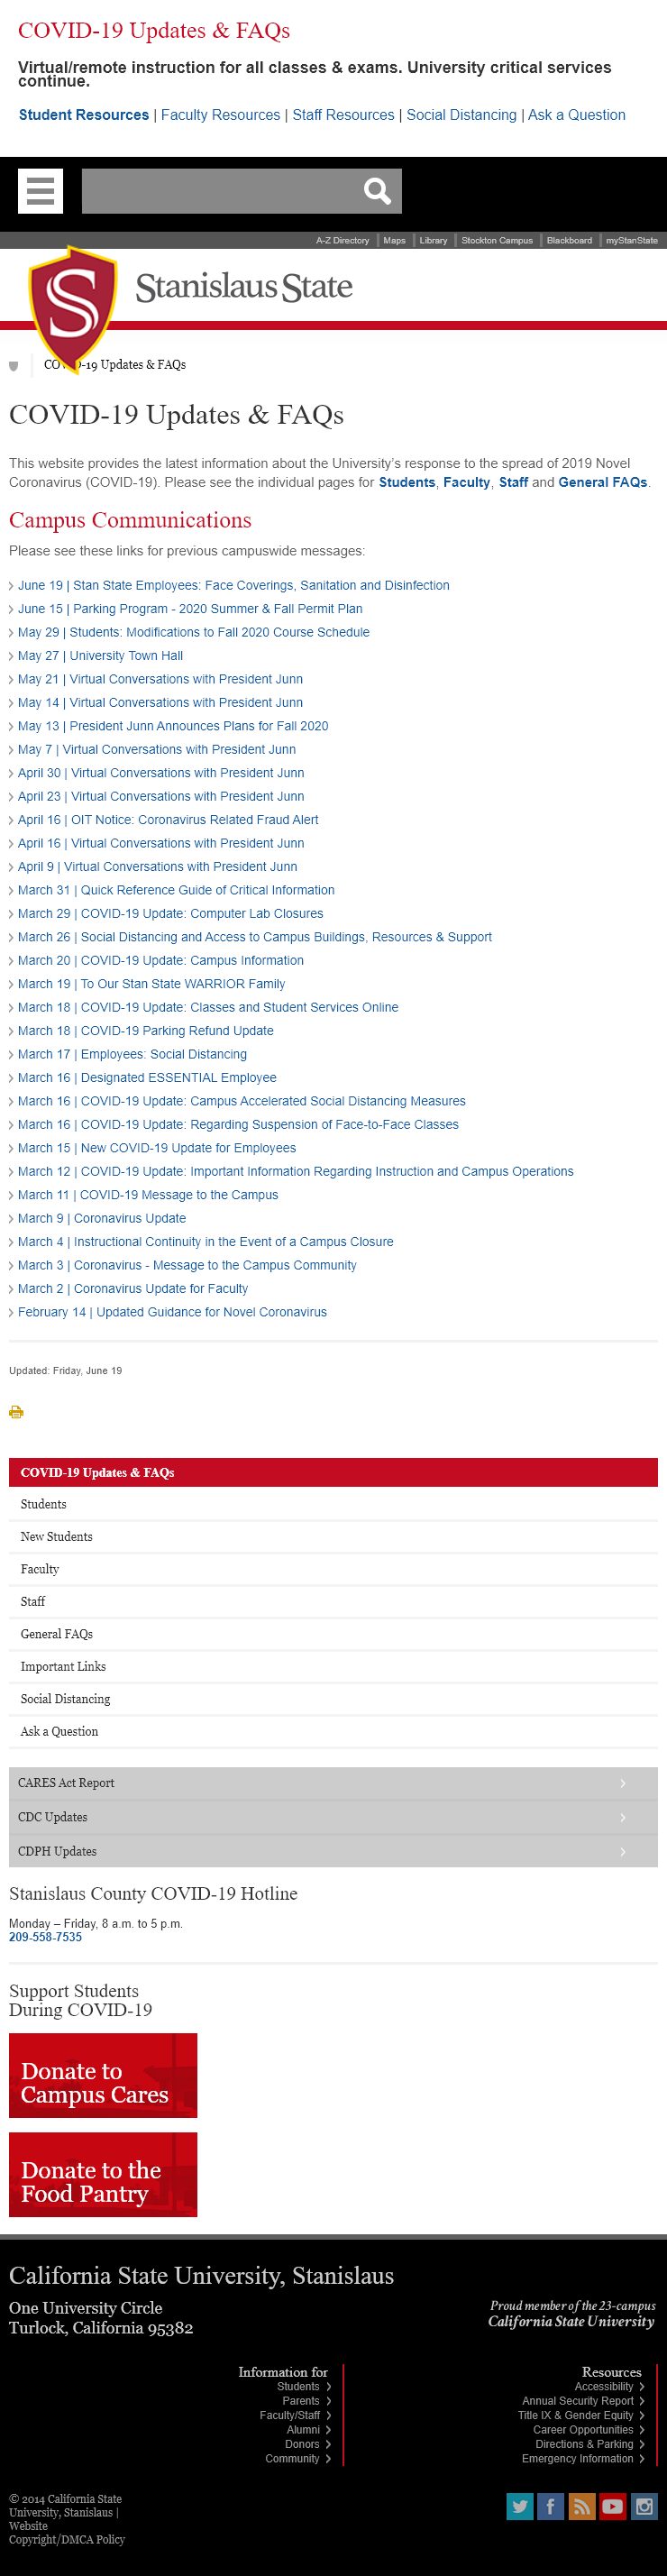 COVID-19 Updates & FAQs
Virtual/remote instruction for all classes & exams. University critical services
continue.
Student Resources | Faculty Resources | Staff Resources | Social Distancing | Ask a Question
A-Z Directory
Maps
Library
Stockton Campus
Blackboard
myStanState
S
Stanislaus State
COVID-19 Updates & FAQs
COVID-19 Updates & FAQs
This website provides the latest information about the University's response to the spread of 2019 Novel
Coronavirus (COVID-19). Please see the individual pages for Students, Faculty, Staff and General FAQs.
Campus Communications
Please see these links for previous campuswide messages:
June 19 | Stan State Employees: Face Coverings, Sanitation and Disinfection
June 15 | Parking Program - 2020 Summer & Fall Permit Plan
May 29 | Students: Modifications to Fall 2020 Course Schedule
May 27 | University Town Hall
May 21 | Virtual Conversations with President Junn
May 14 | Virtual Conversations with President Junn
May 13 | President Junn Announces Plans for Fall 2020
May 7 | Virtual Conversations with President Junn
April 30 | Virtual Conversations with President Junn
April 23 | Virtual Conversations with President Junn
April 16 | OIT Notice: Coronavirus Related Fraud Alert
April 16 | Virtual Conversations with President Junn
April 9 | Virtual Conversations with President Junn
March 31 | Quick Reference Guide of Critical Information
March 29 | COVID-19 Update: Computer Lab Closures
March 26 | Social Distancing and Access to Campus Buildings, Resources & Support
March 20 | COVID-19 Update: Campus Information
March 19 | To Our Stan State WARRIOR Family
March 18 | COVID-19 Update: Classes and Student Services Online
March 18 | COVID-19 Parking Refund Update
March 17 | Employees: Social Distancing
March 16 | Designated ESSENTIAL Employee
March 16 | COVID-19 Update: Campus Accelerated Social Distancing Measures
March 16 | COVID-19 Update: Regarding Suspension of Face-to-Face Classes
March 15 | New COVID-19 Update for Employees
March 12 | COVID-19 Update: Important Information Regarding Instruction and Campus Operations
March 11 | COVID-19 Message to the Campus
March 9 | Coronavirus Update
March 4 | Instructional Continuity in the Event of a Campus Closure
March 3 | Coronavirus - Message to the Campus Community
March 2 | Coronavirus Update for Faculty
February 14 | Updated Guidance for Novel Coronavirus
Updated: Friday, June 19
COVID-19 Updates & FAQs
Students
New Students
Faculty
Staff
General FAQs
Important Links
Social Distancing
Ask a Question
CARES Act Report
CDC Updates
CDPH Updates
Stanislaus County COVID-19 Hotline
Monday – Friday, 8 a.m. to 5 p.m.
209-558-7535
Support Students
During COVID-19
Donate to
Campus Cares
Donate to the
Food Pantry
California State University, Stanislaus
One University Circle
Turlock, California 95382
Proud member of the 23-campus
California State University
Information for
Students
Parents
Faculty/Staff
Alumni
Donors
Community
Resources
Accessibility
Annual Security Report
Title IX & Gender Equity
Career Opportunities
Directions & Parking
Emergency Information
© 2014 California State
University, Stanislaus |
Website
Copyright/DMCA Policy